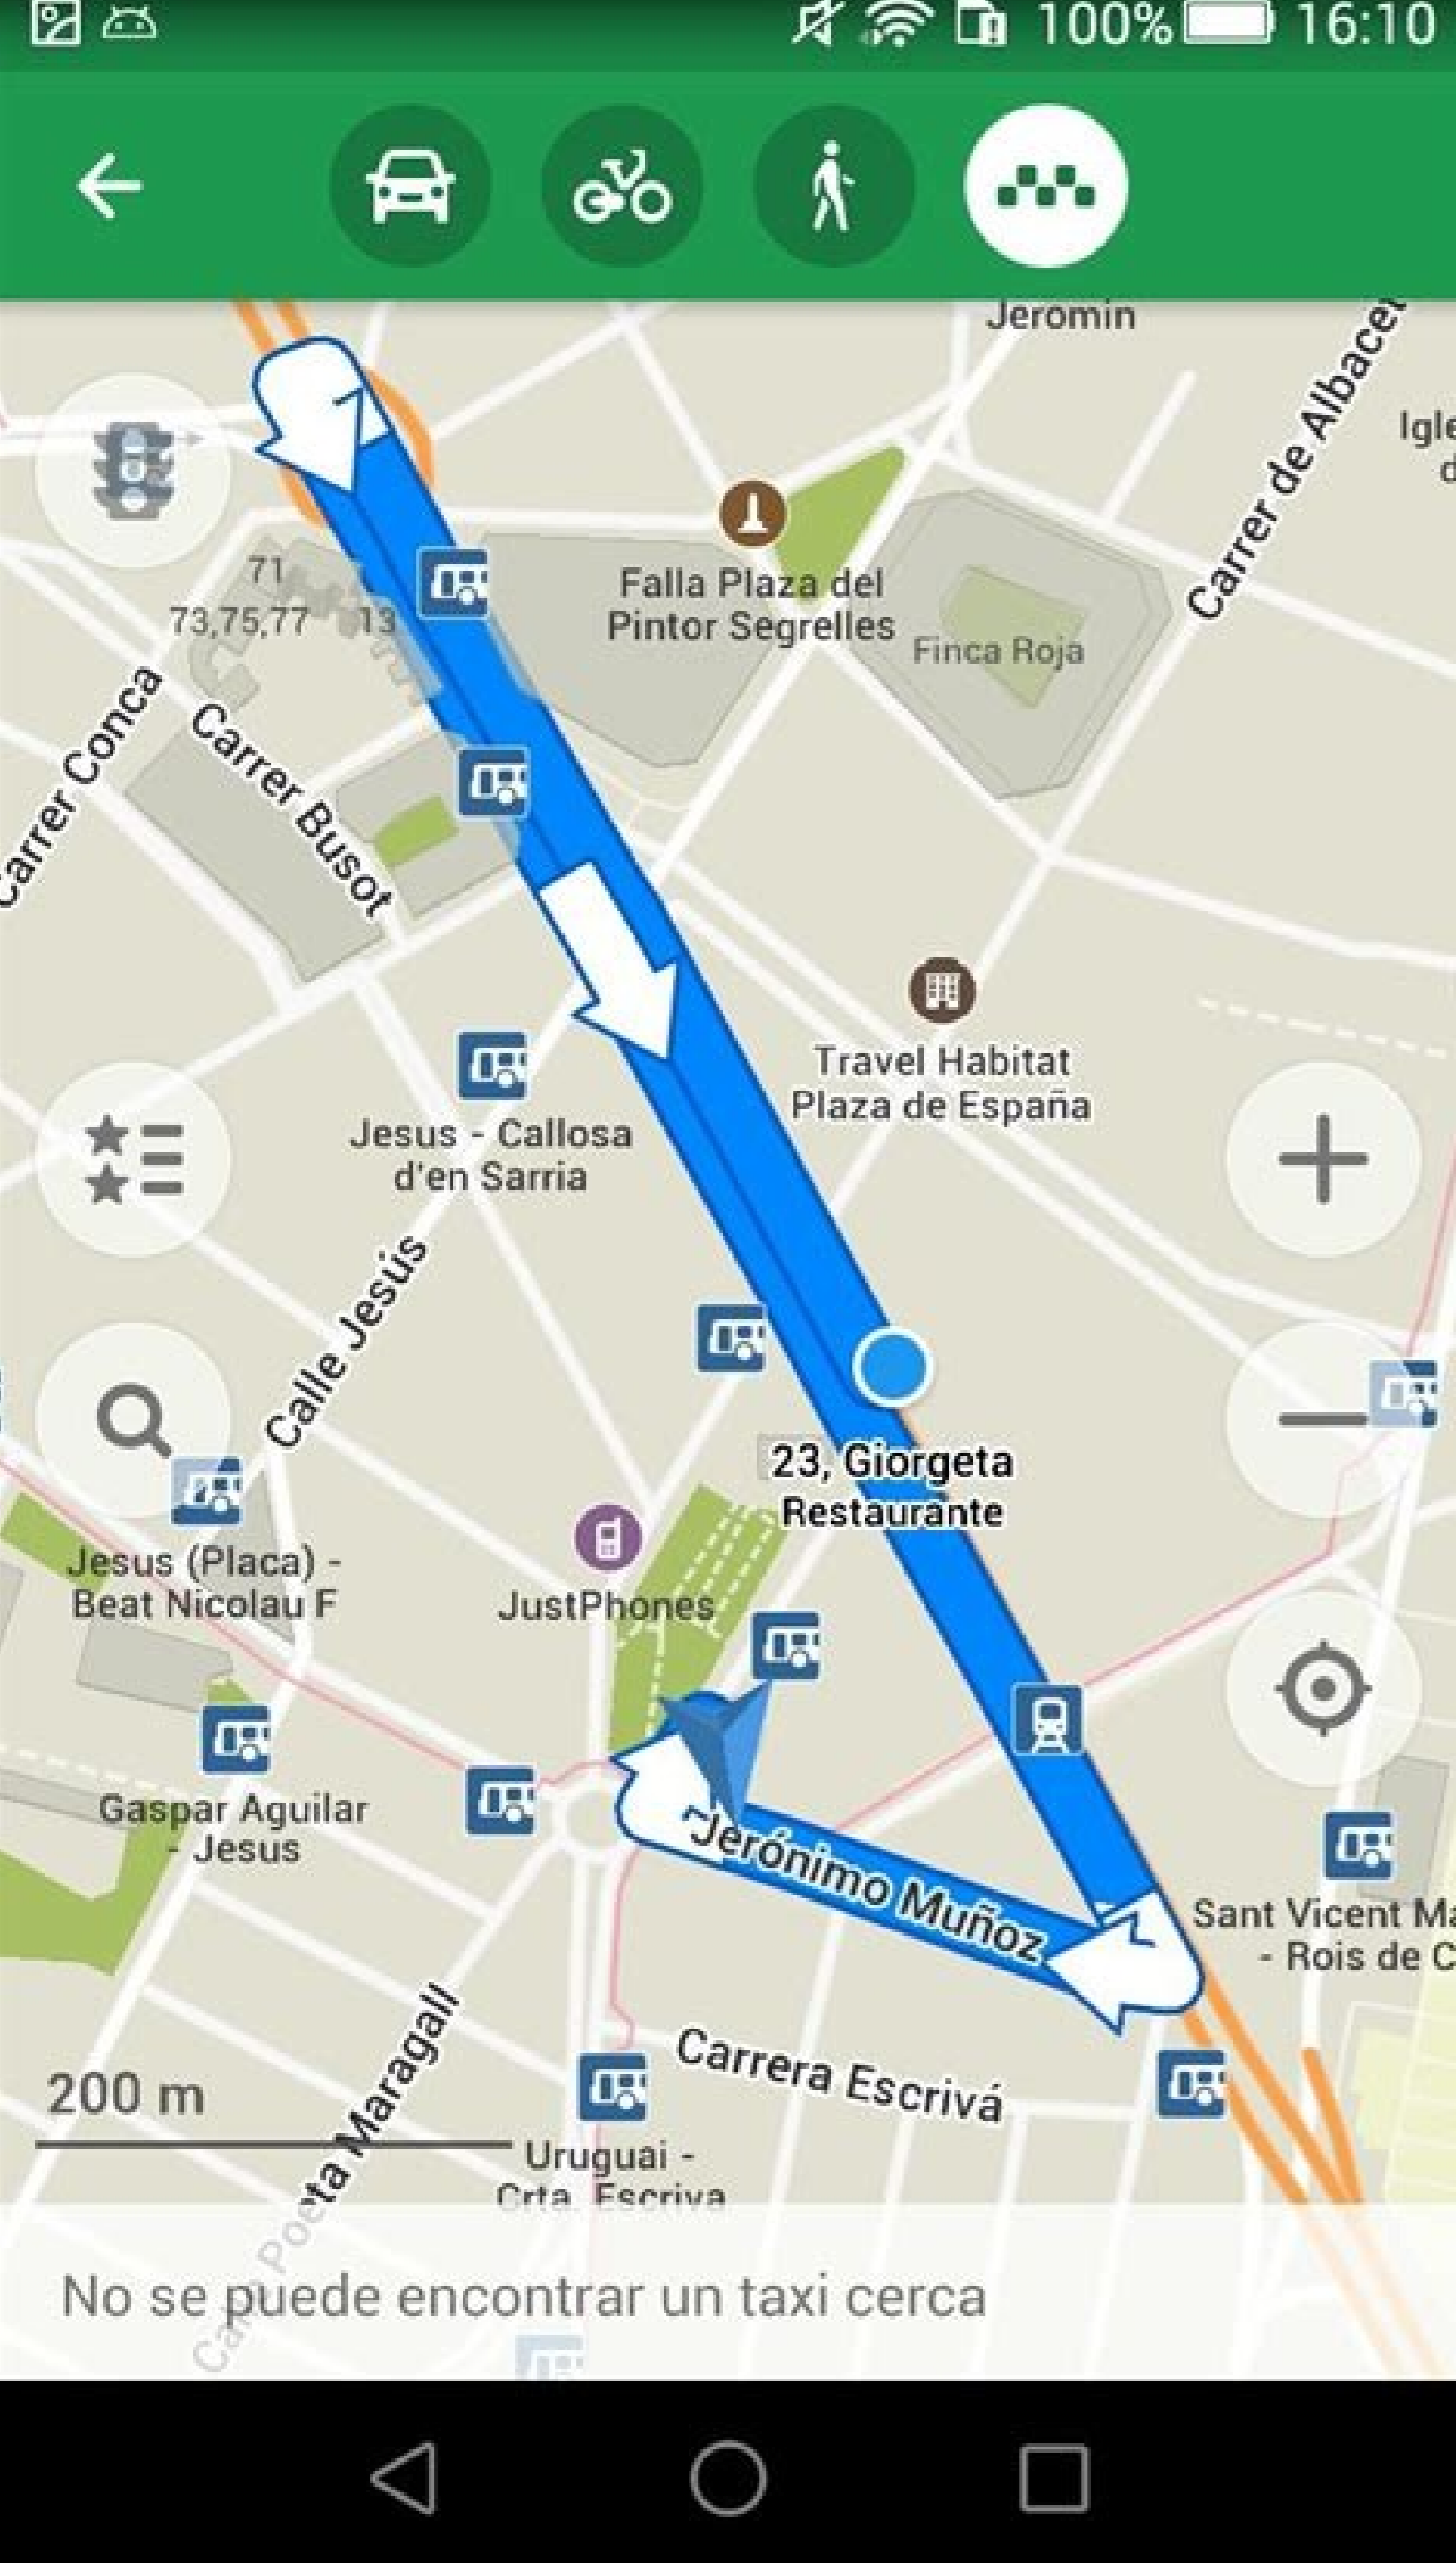 100% 16:10
Jeromin
Carrer de Albacet
Igle
d
Falla Plaza del
Pintor Segrelles
Finca Roja
71
73,75,77
13
Carrer Conca
Carrer Busot
Travel Habitat
Plaza de España
Jesus - Callosa
d'en Sarria
Calle Jesús
23, Giorgeta
Restaurante
Jesus (Placa) -
Beat Nicolau F
JustPhones
Gaspar Aguilar
- Jesus
Jerónimo Muñoz
Sant Vicent Ma
- Rois de C
Carrera Escrivá
200 m
Uruguai -
Crta. Escriva
Poeta Maragall
No se puede encontrar un taxi cerca